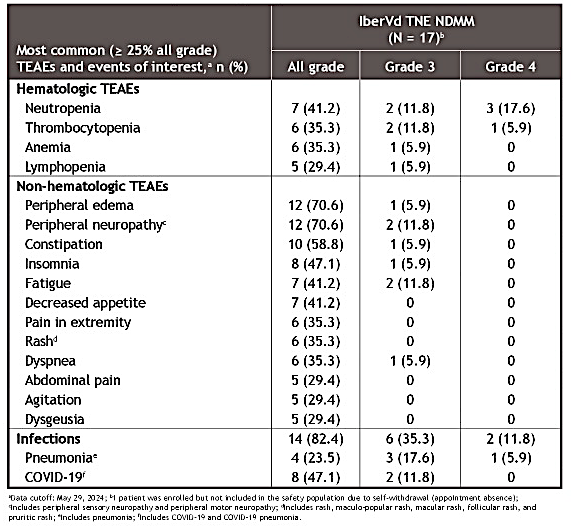 IberVd TNE NDMM
(N = 17)ᵇ
Most common (≥ 25% all grade)
TEAEs and events of interest,ᵃ n (%) All grade Grade 3 Grade 4
Hematologic TEAEs
Neutropenia 7 (41.2) 2 (11.8) 3 (17.6)
Thrombocytopenia 6 (35.3) 2 (11.8) 1 (5.9)
Anemia 6 (35.3) 1 (5.9) 0
Lymphopenia 5 (29.4) 1 (5.9) 0
Non-hematologic TEAEs
Peripheral edema 12 (70.6) 1 (5.9) 0
Peripheral neuropathyᶜ 12 (70.6) 2 (11.8) 0
Constipation 10 (58.8) 1 (5.9) 0
Insomnia 8 (47.1) 1 (5.9) 0
Fatigue 7 (41.2) 2 (11.8) 0
Decreased appetite 7 (41.2) 0 0
Pain in extremity 6 (35.3) 0 0
Rashᵈ 6 (35.3) 0 0
Dyspnea 6 (35.3) 1 (5.9) 0
Abdominal pain 5 (29.4) 0 0
Agitation 5 (29.4) 0 0
Dysgeusia 5 (29.4) 0 0
Infections 14 (82.4) 6 (35.3) 2 (11.8)
Pneumoniaᵉ 4 (23.5) 3 (17.6) 1 (5.9)
COVID-19ᶠ 8 (47.1) 2 (11.8) 0
ᵃData cutoff: May 29, 2024; ᵇ1 patient was enrolled but not included in the safety population due to self-withdrawal (appointment absence);
ᶜIncludes peripheral sensory neuropathy and peripheral motor neuropathy; ᵈIncludes rash, maculo-popular rash, macular rash, follicular rash, and
pruritic rash; ᵉIncludes pneumonia; ᶠIncludes COVID-19 and COVID-19 pneumonia.